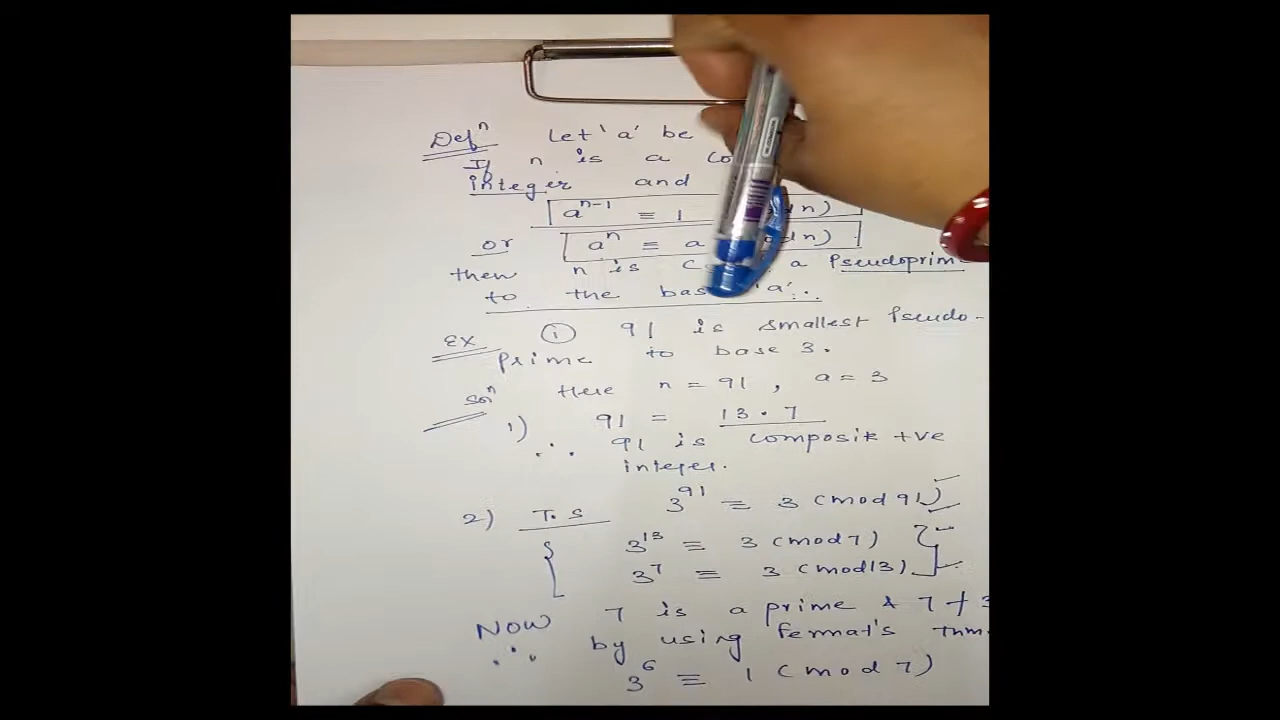 Defn Let 'a' be
If n is a
integer and
a^{n-1} ≡ 1 n)
or a^n ≡ a n)
then n is a Pseudoprim
to the base 'a'.
Ex ① 91 is smallest Pseudo-
prime to base 3.
Soln Here n = 91 , a = 3
1) 91 = 13 . 7
∴ 91 is composite +ve
integer.
2) T.S 3^{91} ≡ 3 (mod 91)
3^{13} ≡ 3 (mod 7)
3^7 ≡ 3 (mod 13)
NOW 7 is a prime & 7 ∤ 3
∴ by using fermat's Thm.
3^6 ≡ 1 (mod 7)